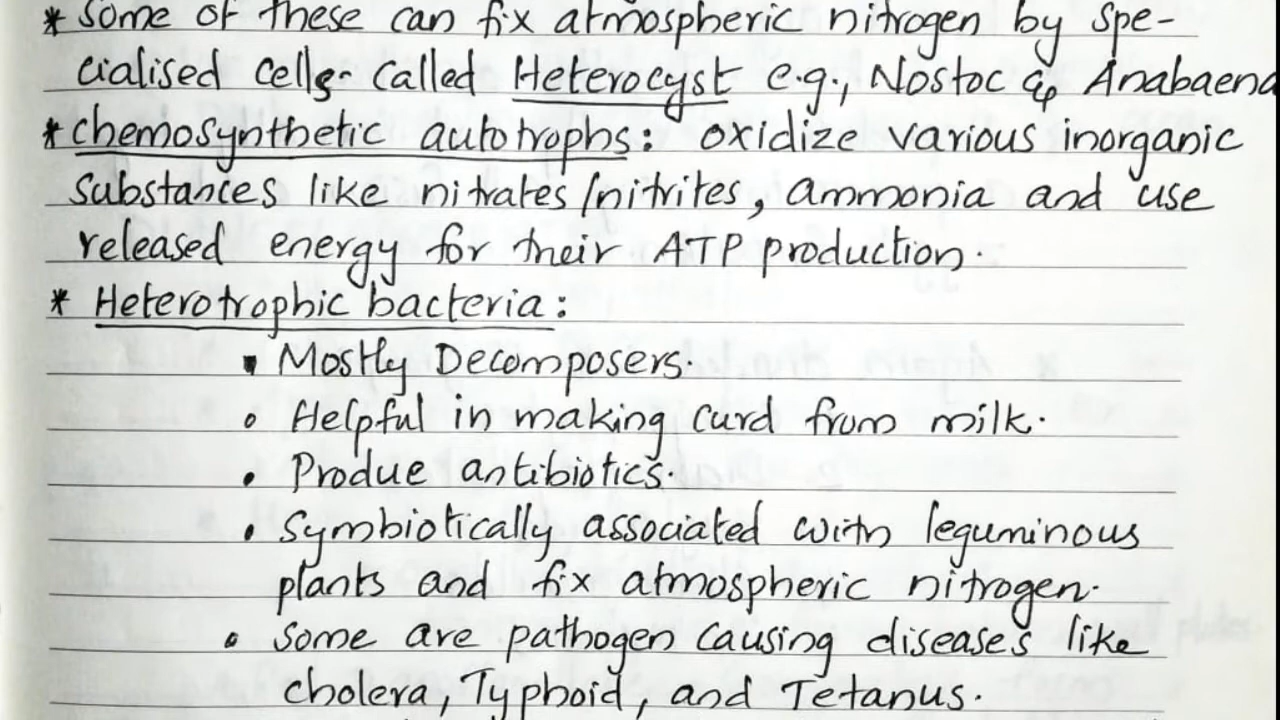 * Some of these can fix atmospheric nitrogen by spe-
cialised cells called Heterocyst e.g., Nostoc & Anabaena
* chemosynthetic autotrophs: oxidize various inorganic
substances like nitrates/nitrites, ammonia and use
released energy for their ATP production.
* Heterotrophic bacteria:
▪ Mostly Decomposers.
◦ Helpful in making curd from milk.
• Produe antibiotics.
• Symbiotically associated with leguminous
plants and fix atmospheric nitrogen.
• some are pathogen causing diseases like
cholera, Typhoid, and Tetanus.